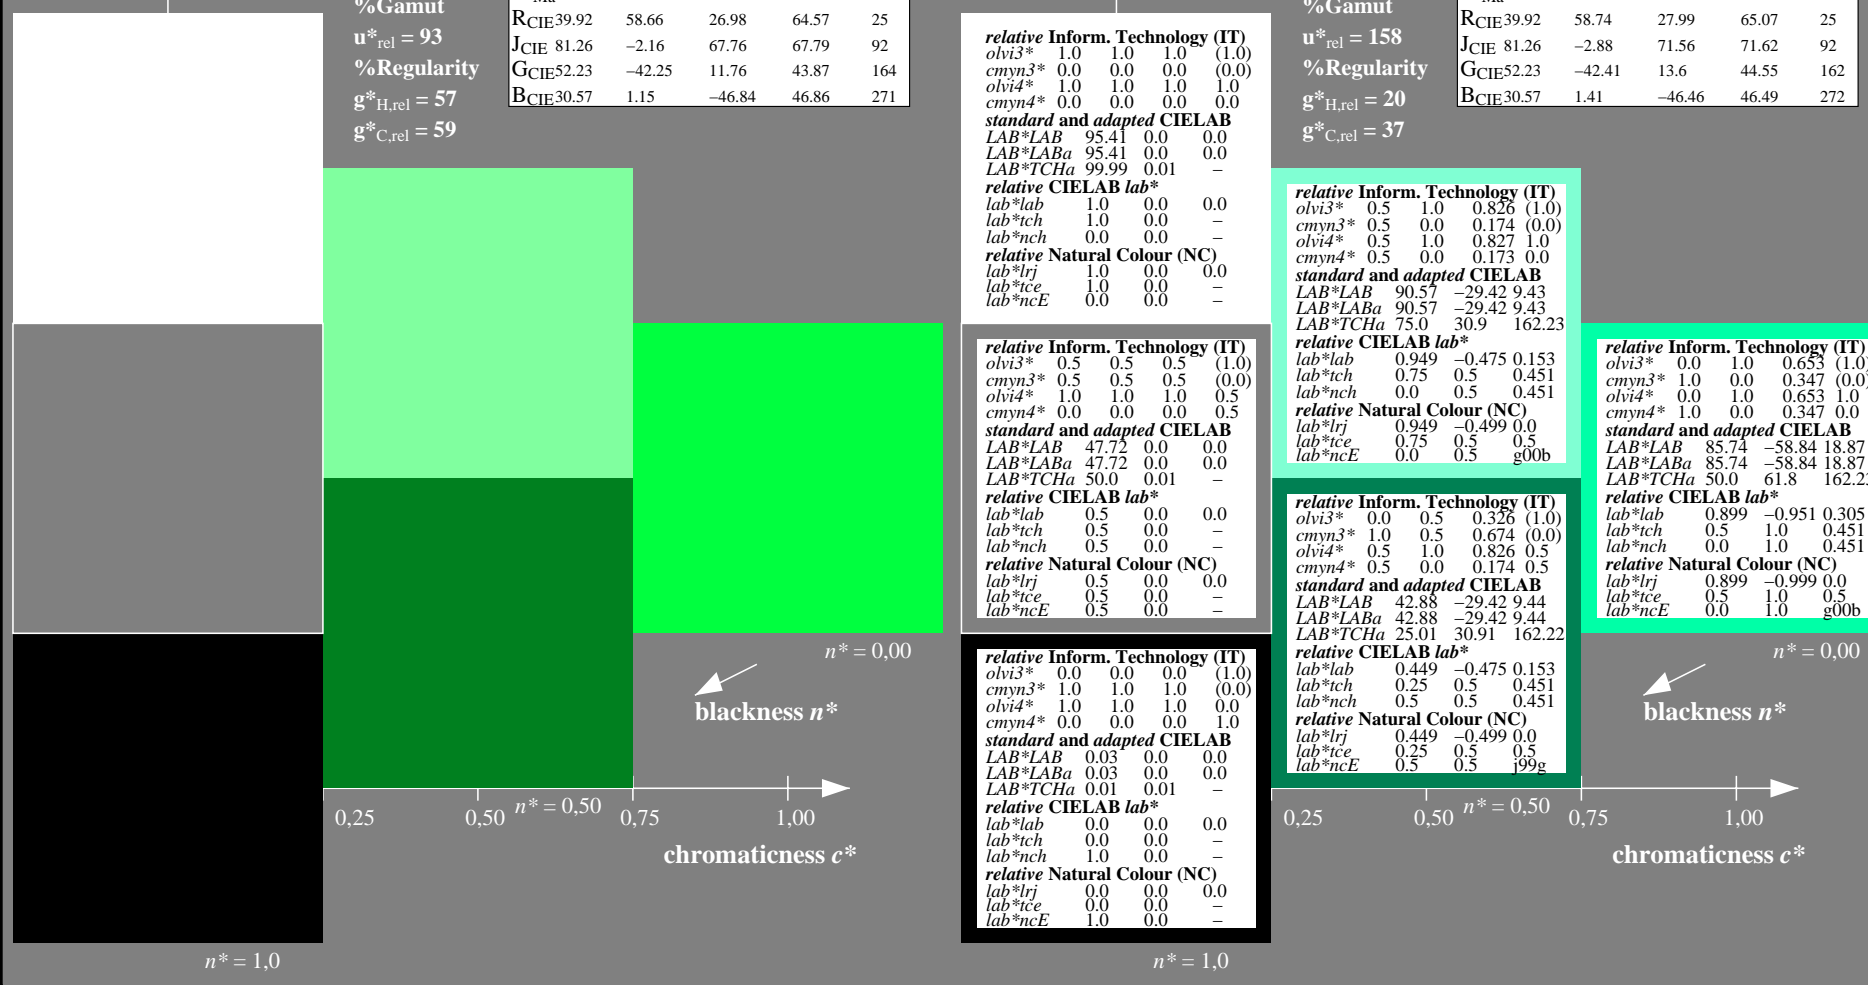 %Gamut
u*rel = 93
%Regularity
g*H,rel = 57
g*C,rel = 59
Ma
RCIE 39.92 58.66 26.98 64.57 25
JCIE 81.26 −2.16 67.76 67.79 92
GCIE 52.23 −42.25 11.76 43.87 164
BCIE 30.57 1.15 −46.84 46.86 271
n* = 0,00
blackness n*
0,25 0,50 n* = 0,50 0,75 1,00
chromaticness c*
n* = 1,0
relative Inform. Technology (IT)
olvi3* 1.0 1.0 1.0 (1.0)
cmyn3* 0.0 0.0 0.0 (0.0)
olvi4* 1.0 1.0 1.0 1.0
cmyn4* 0.0 0.0 0.0 0.0
standard and adapted CIELAB
LAB*LAB 95.41 0.0 0.0
LAB*LABa 95.41 0.0 0.0
LAB*TCHa 99.99 0.01 –
relative CIELAB lab*
lab*lab 1.0 0.0 0.0
lab*tch 1.0 0.0 –
lab*nch 0.0 0.0 –
relative Natural Colour (NC)
lab*lrj 1.0 0.0 0.0
lab*tce 1.0 0.0 –
lab*ncE 0.0 0.0 –
relative Inform. Technology (IT)
olvi3* 0.5 0.5 0.5 (1.0)
cmyn3* 0.5 0.5 0.5 (0.0)
olvi4* 1.0 1.0 1.0 0.5
cmyn4* 0.0 0.0 0.0 0.5
standard and adapted CIELAB
LAB*LAB 47.72 0.0 0.0
LAB*LABa 47.72 0.0 0.0
LAB*TCHa 50.0 0.01 –
relative CIELAB lab*
lab*lab 0.5 0.0 0.0
lab*tch 0.5 0.0 –
lab*nch 0.5 0.0 –
relative Natural Colour (NC)
lab*lrj 0.5 0.0 0.0
lab*tce 0.5 0.0 –
lab*ncE 0.5 0.0 –
relative Inform. Technology (IT)
olvi3* 0.0 0.0 0.0 (1.0)
cmyn3* 1.0 1.0 1.0 (0.0)
olvi4* 1.0 1.0 1.0 0.0
cmyn4* 0.0 0.0 0.0 1.0
standard and adapted CIELAB
LAB*LAB 0.03 0.0 0.0
LAB*LABa 0.03 0.0 0.0
LAB*TCHa 0.01 0.01 –
relative CIELAB lab*
lab*lab 0.0 0.0 0.0
lab*tch 0.0 0.0 –
lab*nch 1.0 0.0 –
relative Natural Colour (NC)
lab*lrj 0.0 0.0 0.0
lab*tce 0.0 0.0 –
lab*ncE 1.0 0.0 –
n* = 1,0
%Gamut
u*rel = 158
%Regularity
g*H,rel = 20
g*C,rel = 37
Ma
RCIE 39.92 58.74 27.99 65.07 25
JCIE 81.26 −2.88 71.56 71.62 92
GCIE 52.23 −42.41 13.6 44.55 162
BCIE 30.57 1.41 −46.46 46.49 272
relative Inform. Technology (IT)
olvi3* 0.5 1.0 0.826 (1.0)
cmyn3* 0.5 0.0 0.174 (0.0)
olvi4* 0.5 1.0 0.827 1.0
cmyn4* 0.5 0.0 0.173 0.0
standard and adapted CIELAB
LAB*LAB 90.57 −29.42 9.43
LAB*LABa 90.57 −29.42 9.43
LAB*TCHa 75.0 30.9 162.23
relative CIELAB lab*
lab*lab 0.949 −0.475 0.153
lab*tch 0.75 0.5 0.451
lab*nch 0.0 0.5 0.451
relative Natural Colour (NC)
lab*lrj 0.949 −0.499 0.0
lab*tce 0.75 0.5 0.5
lab*ncE 0.0 0.5 g00b
relative Inform. Technology (IT)
olvi3* 0.0 0.5 0.326 (1.0)
cmyn3* 1.0 0.5 0.674 (0.0)
olvi4* 0.5 1.0 0.826 0.5
cmyn4* 0.5 0.0 0.174 0.5
standard and adapted CIELAB
LAB*LAB 42.88 −29.42 9.44
LAB*LABa 42.88 −29.42 9.44
LAB*TCHa 25.01 30.91 162.22
relative CIELAB lab*
lab*lab 0.449 −0.475 0.153
lab*tch 0.25 0.5 0.451
lab*nch 0.5 0.5 0.451
relative Natural Colour (NC)
lab*lrj 0.449 −0.499 0.0
lab*tce 0.25 0.5 0.5
lab*ncE 0.5 0.5 j99g
relative Inform. Technology (IT)
olvi3* 0.0 1.0 0.653 (1.0
cmyn3* 1.0 0.0 0.347 (0.0
olvi4* 0.0 1.0 0.653 1.0
cmyn4* 1.0 0.0 0.347 0.0
standard and adapted CIELAB
LAB*LAB 85.74 −58.84 18.87
LAB*LABa 85.74 −58.84 18.87
LAB*TCHa 50.0 61.8 162.23
relative CIELAB lab*
lab*lab 0.899 −0.951 0.305
lab*tch 0.5 1.0 0.451
lab*nch 0.0 1.0 0.451
relative Natural Colour (NC)
lab*lrj 0.899 −0.999 0.0
lab*tce 0.5 1.0 0.5
lab*ncE 0.0 1.0 g00b
n* = 0,00
blackness n*
0,25 0,50 n* = 0,50 0,75 1,00
chromaticness c*